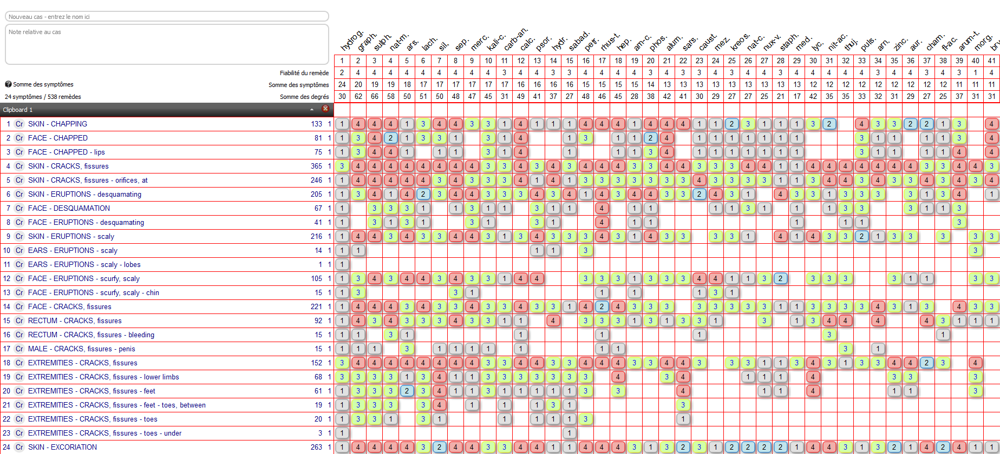 Nouveau cas - entrez le nom ici
Note relative au cas
hydrog. graph. sulph. nat-m. ars. lach. sil. sep. merc. kali-c. carb-an. calc. psor. hydr. sabad. petr. rhus-t. hep. am-c. phos. alum. sars. caust. mez. kreos. nat-c. nux-v. staph. med. lyc. nit-ac. thuj. puls. arn. zinc. aur. cham. fl-ac. arum-t. morg. bry.
1 2 3 4 5 6 7 8 9 10 11 12 13 14 15 16 17 18 19 20 21 22 23 24 25 26 27 28 29 30 31 32 33 34 35 36 37 38 39 40 41
Fiabilité du remède 2 4 4 4 4 4 4 4 4 4 3 4 4 4 3 4 4 4 4 3 4 3 3 4 3 4 4 3 4 4 4 4 4 3 4 4 3 4 3 1 4
Somme des symptômes Somme des symptômes 24 20 19 19 18 17 17 17 17 17 17 16 16 16 16 15 15 15 15 14 13 13 13 13 13 13 13 13 13 12 12 12 12 12 12 12 12 12 11 11 11
24 symptômes / 538 remèdes Somme des degrés 30 62 66 58 50 51 50 48 47 45 31 49 41 37 27 48 46 40 28 38 42 41 30 29 27 27 25 21 17 42 35 35 33 32 31 29 27 25 37 31 31
Clipboard 1
1 Cr SKIN - CHAPPING 133 1 1 4 4 4 1 3 4 4 3 3 1 4 1 1 1 4 4 4 1 4 4 4 1 1 2 3 1 1 1 3 2 4 3 3 2 2 1 3 4
2 Cr FACE - CHAPPED 81 1 1 3 4 2 1 3 3 1 3 1 4 1 3 1 1 2 4 1 1 1 1 1 1 1 3 1 1 1 1 3 4
3 Cr FACE - CHAPPED - lips 75 1 1 3 4 4 1 1 1 3 1 4 1 1 1 3 4 1 1 1 1 1 1 1 3 1 1 1 1 4 4
4 Cr SKIN - CRACKS, fissures 365 1 3 4 4 4 4 4 4 4 4 3 3 4 3 4 3 4 4 4 3 3 4 4 3 3 3 4 4 1 1 4 4 4 4 4 4 4 3 3 4 4 3
5 Cr SKIN - CRACKS, fissures - orifices, at 246 1 1 4 4 4 4 4 3 4 3 3 3 4 1 4 1 3 3 3 3 3 3 3 4 3 3 3 3 1 1 3 4 4 3 4 3 3 4 3 4 3 4
6 Cr SKIN - ERUPTIONS - desquamating 205 1 1 3 4 1 4 2 3 4 4 3 3 3 4 3 4 1 4 3 4 4 3 3 2 4 3 1 4 3 3 1 3 3 3 3 1 3 4 1
7 Cr FACE - DESQUAMATION 67 1 1 3 3 3 1 1 3 1 1 3 1 1 4 1 1 1 1 3 1 1 1 3 3 3 1 1 3
8 Cr FACE - ERUPTIONS - desquamating 41 1 1 3 1 3 1 3 1 3 1 4 1 1 1 1 1 3
9 Cr SKIN - ERUPTIONS - scaly 216 1 1 4 4 3 4 3 3 4 4 3 1 3 4 3 3 3 4 3 1 4 3 3 3 3 1 4 1 4 3 3 2 1 3 3 3 3 3
10 Cr EARS - ERUPTIONS - scaly 14 1 1 1 1 1 3 3
11 Cr EARS - ERUPTIONS - scaly - lobes 1 1 1
12 Cr FACE - ERUPTIONS - scurfy, scaly 105 1 1 3 4 3 4 4 3 4 3 3 1 4 4 3 3 3 1 3 3 3 4 4 1 1 3 2 3 3 3 3 1 1 3 3
13 Cr FACE - ERUPTIONS - scurfy, scaly - chin 15 1 1 3 3 1 1 1 1 3 1
14 Cr FACE - CRACKS, fissures 221 1 1 4 4 4 3 4 3 3 4 3 3 4 3 3 1 4 2 4 3 3 3 3 3 3 3 3 1 1 3 3 3 3 4 3 1 3 4 3 3
15 Cr RECTUM - CRACKS, fissures 92 1 1 4 3 4 3 3 3 4 3 3 1 1 4 3 3 3 1 3 1 3 3 1 3 1 3 4 4 4 4 3 1 1 1
16 Cr RECTUM - CRACKS, fissures - bleeding 15 1 1 1 3 1 1 1 1 3 1
17 Cr MALE - CRACKS, fissures - penis 15 1 1 1 1 3 1 1 1 1 1 1 1 3 1
18 Cr EXTREMITIES - CRACKS, fissures 152 1 3 4 4 4 4 4 4 4 4 3 3 4 4 3 3 4 4 4 3 3 4 4 3 3 3 1 1 3 4 3 1 3 3 4 4 2 3 4
19 Cr EXTREMITIES - CRACKS, fissures - lower limbs 68 1 3 3 3 3 1 3 4 1 1 3 3 3 3 3 3 3 4 3 4 1 1 1 4 3 3 3
20 Cr EXTREMITIES - CRACKS, fissures - feet 61 1 1 3 3 3 2 3 4 1 1 3 1 1 1 1 1 3 3 4 1 1 4 1 1 3
21 Cr EXTREMITIES - CRACKS, fissures - feet - toes, between 19 1 1 3 3 3 3 4 1 1 1 3 1 3
22 Cr EXTREMITIES - CRACKS, fissures - toes 20 1 1 3 3 1 3 1 1 1 1 1 3 1
23 Cr EXTREMITIES - CRACKS, fissures - toes - under 3 1 1 1
24 Cr SKIN - EXCORIATION 263 1 1 4 4 4 4 3 2 4 4 3 3 4 4 1 1 4 4 4 3 1 3 2 3 1 2 2 2 2 1 4 4 3 1 3 2 1 4 2 4 1 1